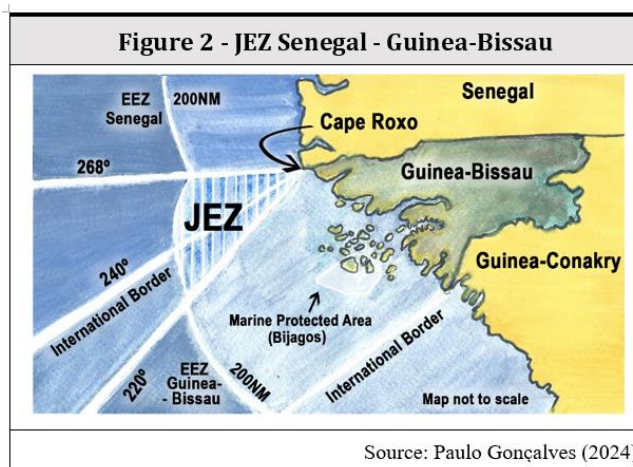 Figure 2 - JEZ Senegal - Guinea-Bissau
EEZ
Senegal
200NM
Senegal
Cape Roxo
268º
Guinea-Bissau
JEZ
240º
International Border
Guinea-Conakry
Marine Protected Area
(Bijagos)
International Border
220º
EEZ
Guinea-
- Bissau
200NM
Map not to scale
Source: Paulo Gonçalves (2024)